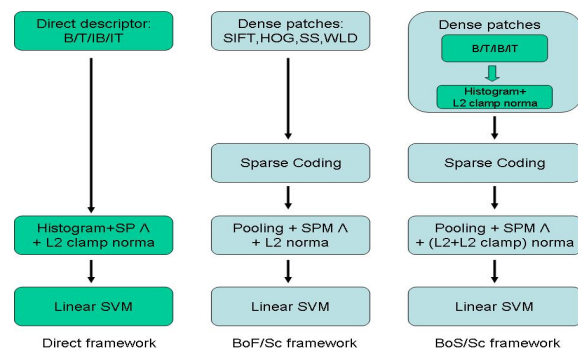 Direct descriptor:
B/T/IB/IT
Histogram+SP Λ
+ L2 clamp norma
Linear SVM
Direct framework
Dense patches:
SIFT,HOG,SS,WLD
Sparse Coding
Pooling + SPM Λ
+ L2 norma
Linear SVM
BoF/Sc framework
Dense patches
B/T/IB/IT
Histogram+
L2 clamp norma
Sparse Coding
Pooling + SPM Λ
+ (L2+L2 clamp) norma
Linear SVM
BoS/Sc framework